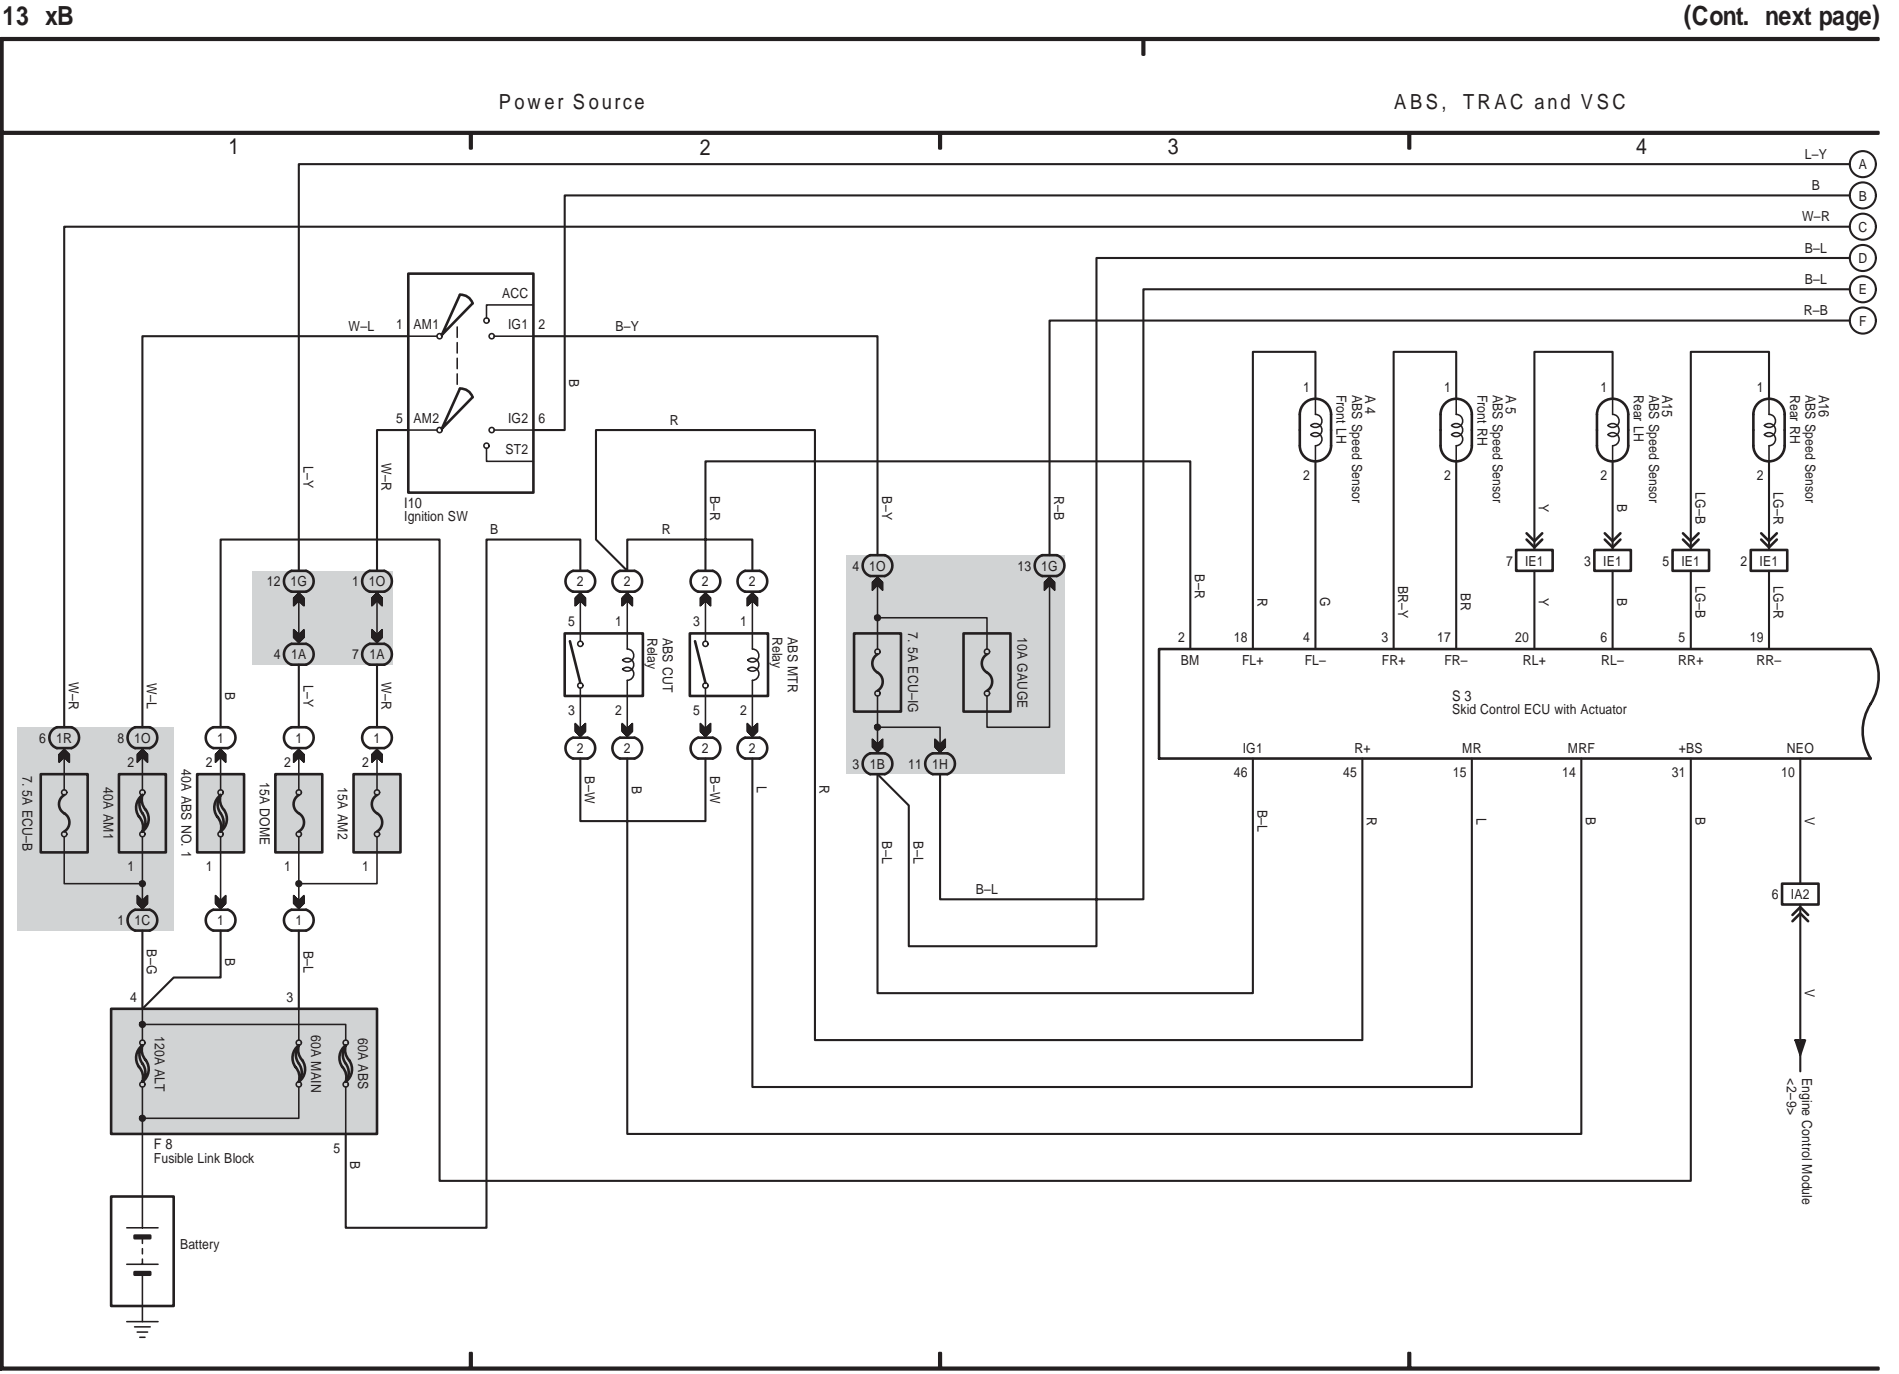 13 xB
(Cont. next page)
Power Source
ABS, TRAC and VSC
1
2
3
4
L–Y
A
B
B
W–R
C
B–L
D
B–L
E
R–B
F
W–L
1
AM1
ACC
IG1
2
B–Y
5
AM2
IG2
6
ST2
B
I10
Ignition SW
L–Y
W–R
R
B–R
B–Y
R–B
B
R
A 4
ABS Speed Sensor
Front LH
1
2
A 5
ABS Speed Sensor
Front RH
1
2
A15
ABS Speed Sensor
Rear LH
1
2
A16
ABS Speed Sensor
Rear RH
1
2
Y
B
LG–B
LG–R
7 IE1
3 IE1
5 IE1
2 IE1
B–R
R
G
BR–Y
BR
Y
B
LG–B
LG–R
12 1G
1 1O
4 1A
7 1A
2
2
2
2
5
1
3
1
ABS CUT
Relay
ABS MTR
Relay
3
2
5
2
2
2
2
2
4 1O
13 1G
7. 5A ECU–IG
10A GAUGE
3 1B
11 1H
2
18
4
3
17
20
6
5
19
BM
FL+
FL–
FR+
FR–
RL+
RL–
RR+
RR–
S 3
Skid Control ECU with Actuator
IG1
R+
MR
MRF
+BS
NEO
46
45
15
14
31
10
W–R
W–L
B
L–Y
W–R
6 1R
8 1O
1
1
1
2
2
2
2
7. 5A ECU–B
40A AM1
40A ABS NO. 1
15A DOME
15A AM2
1
1
1
1
1 1C
1
1
B–W
B
B–W
L
R
B–L
B–L
B–L
B–L
R
L
B
B
V
6 IA2
V
Engine Control Module
<2–9>
B–G
B
B–L
4
3
120A ALT
60A MAIN
60A ABS
F 8
Fusible Link Block
5
B
Battery